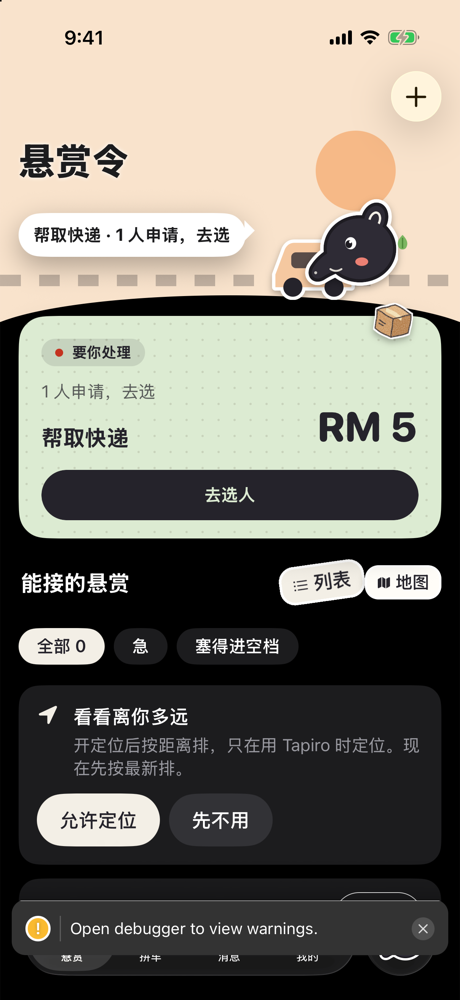 9:41
悬赏令
帮取快递 · 1 人申请，去选
要你处理
1 人申请，去选
帮取快递
RM 5
去选人
能接的悬赏
列表
地图
全部 0
急
塞得进空档
看看离你多远
开定位后按距离排，只在用 Tapiro 时定位。现
在先按最新排。
允许定位
先不用
Open debugger to view warnings.
悬赏
拼车
消息
我的